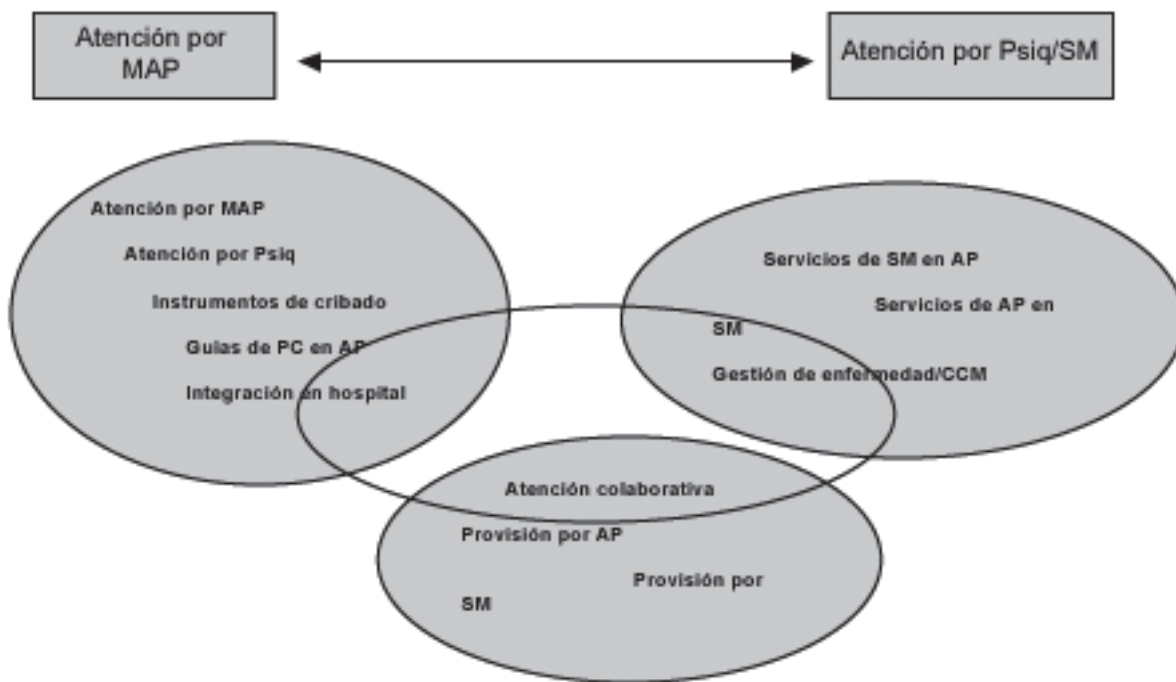 Atención por
MAP
Atención por Psiq/SM
Atención por MAP
Atención por Psiq
Instrumentos de cribado
Guías de PC en AP
Integración en hospital
Servicios de SM en AP
Servicios de AP en
SM
Gestión de enfermedad/CCM
Atención colaborativa
Provisión por AP
Provisión por
SM